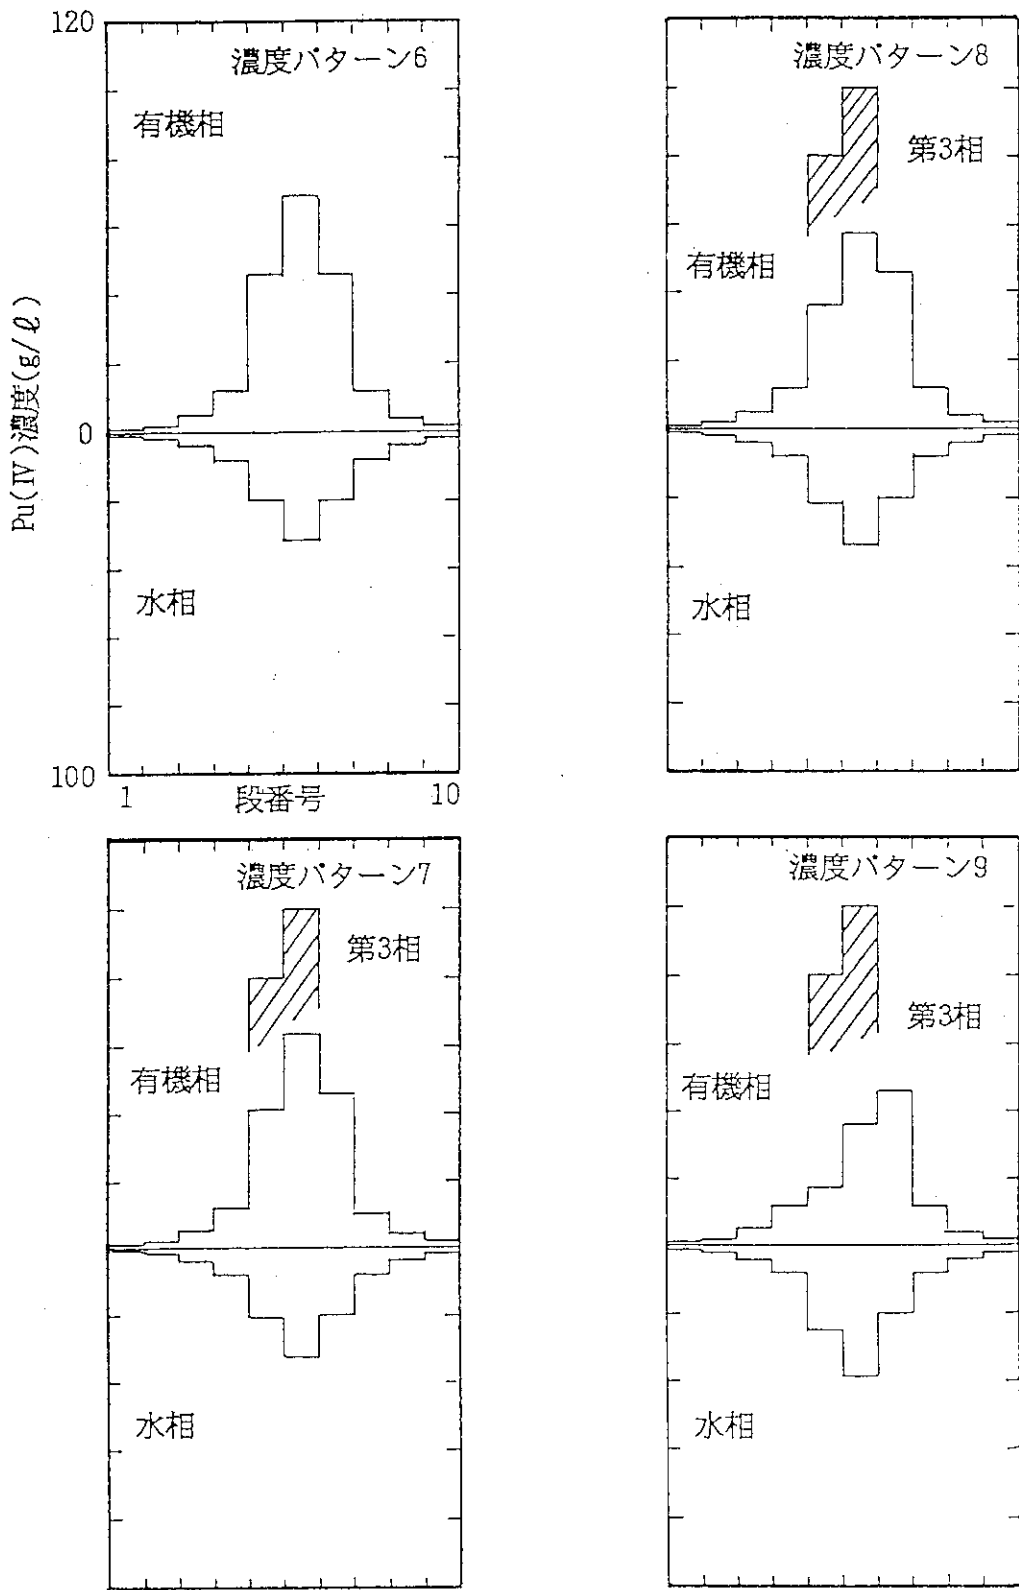 120
濃度パターン6
有機相
Pu(Ⅳ)濃度(g/ℓ)
0
水相
100
1
段番号
10
濃度パターン8
第3相
有機相
水相
濃度パターン7
第3相
有機相
水相
濃度パターン9
第3相
有機相
水相